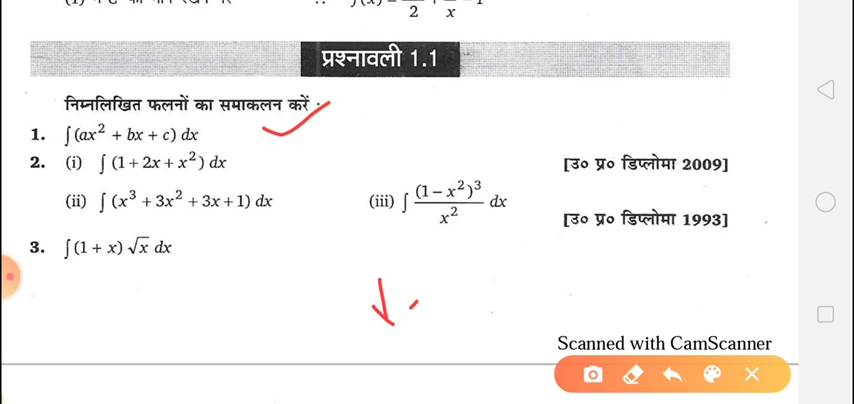 2 x
प्रश्नावली 1.1
निम्नलिखित फलनों का समाकलन करें :
1. ∫(ax² + bx + c) dx
2. (i) ∫ (1 + 2x + x²) dx [उ० प्र० डिप्लोमा 2009]
(ii) ∫ (x³ + 3x² + 3x + 1) dx (iii) ∫ (1 – x²)³ / x² dx
[उ० प्र० डिप्लोमा 1993]
3. ∫(1 + x) √x dx
Scanned with CamScanner